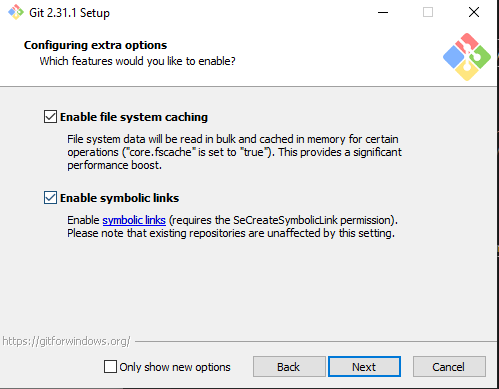 Git 2.31.1 Setup
Configuring extra options
Which features would you like to enable?
Enable file system caching
File system data will be read in bulk and cached in memory for certain
operations ("core.fscache" is set to "true"). This provides a significant
performance boost.
Enable symbolic links
Enable symbolic links (requires the SeCreateSymbolicLink permission).
Please note that existing repositories are unaffected by this setting.
https://gitforwindows.org/
Only show new options
Back
Next
Cancel